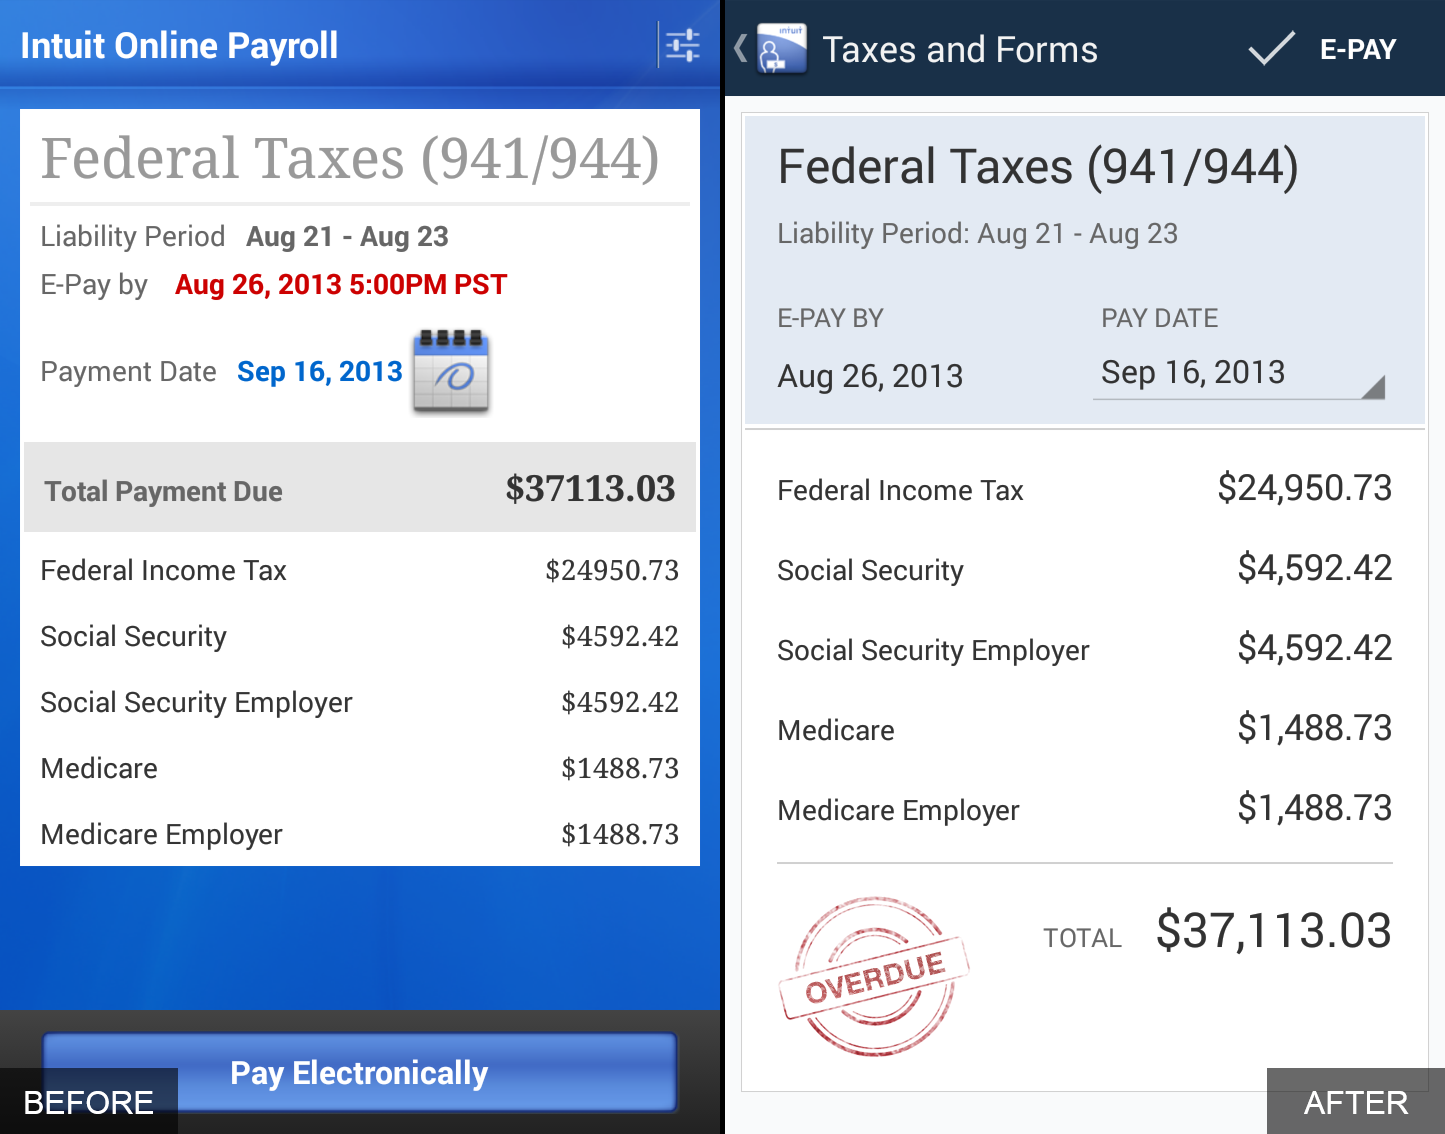 Intuit Online Payroll
Federal Taxes (941/944)
Liability Period Aug 21 - Aug 23
E-Pay by Aug 26, 2013 5:00PM PST
Payment Date Sep 16, 2013
Total Payment Due $37113.03
Federal Income Tax $24950.73
Social Security $4592.42
Social Security Employer $4592.42
Medicare $1488.73
Medicare Employer $1488.73
Pay Electronically
BEFORE
intuit
Taxes and Forms E-PAY
Federal Taxes (941/944)
Liability Period: Aug 21 - Aug 23
E-PAY BY PAY DATE
Aug 26, 2013 Sep 16, 2013
Federal Income Tax $24,950.73
Social Security $4,592.42
Social Security Employer $4,592.42
Medicare $1,488.73
Medicare Employer $1,488.73
TOTAL $37,113.03
OVERDUE
AFTER